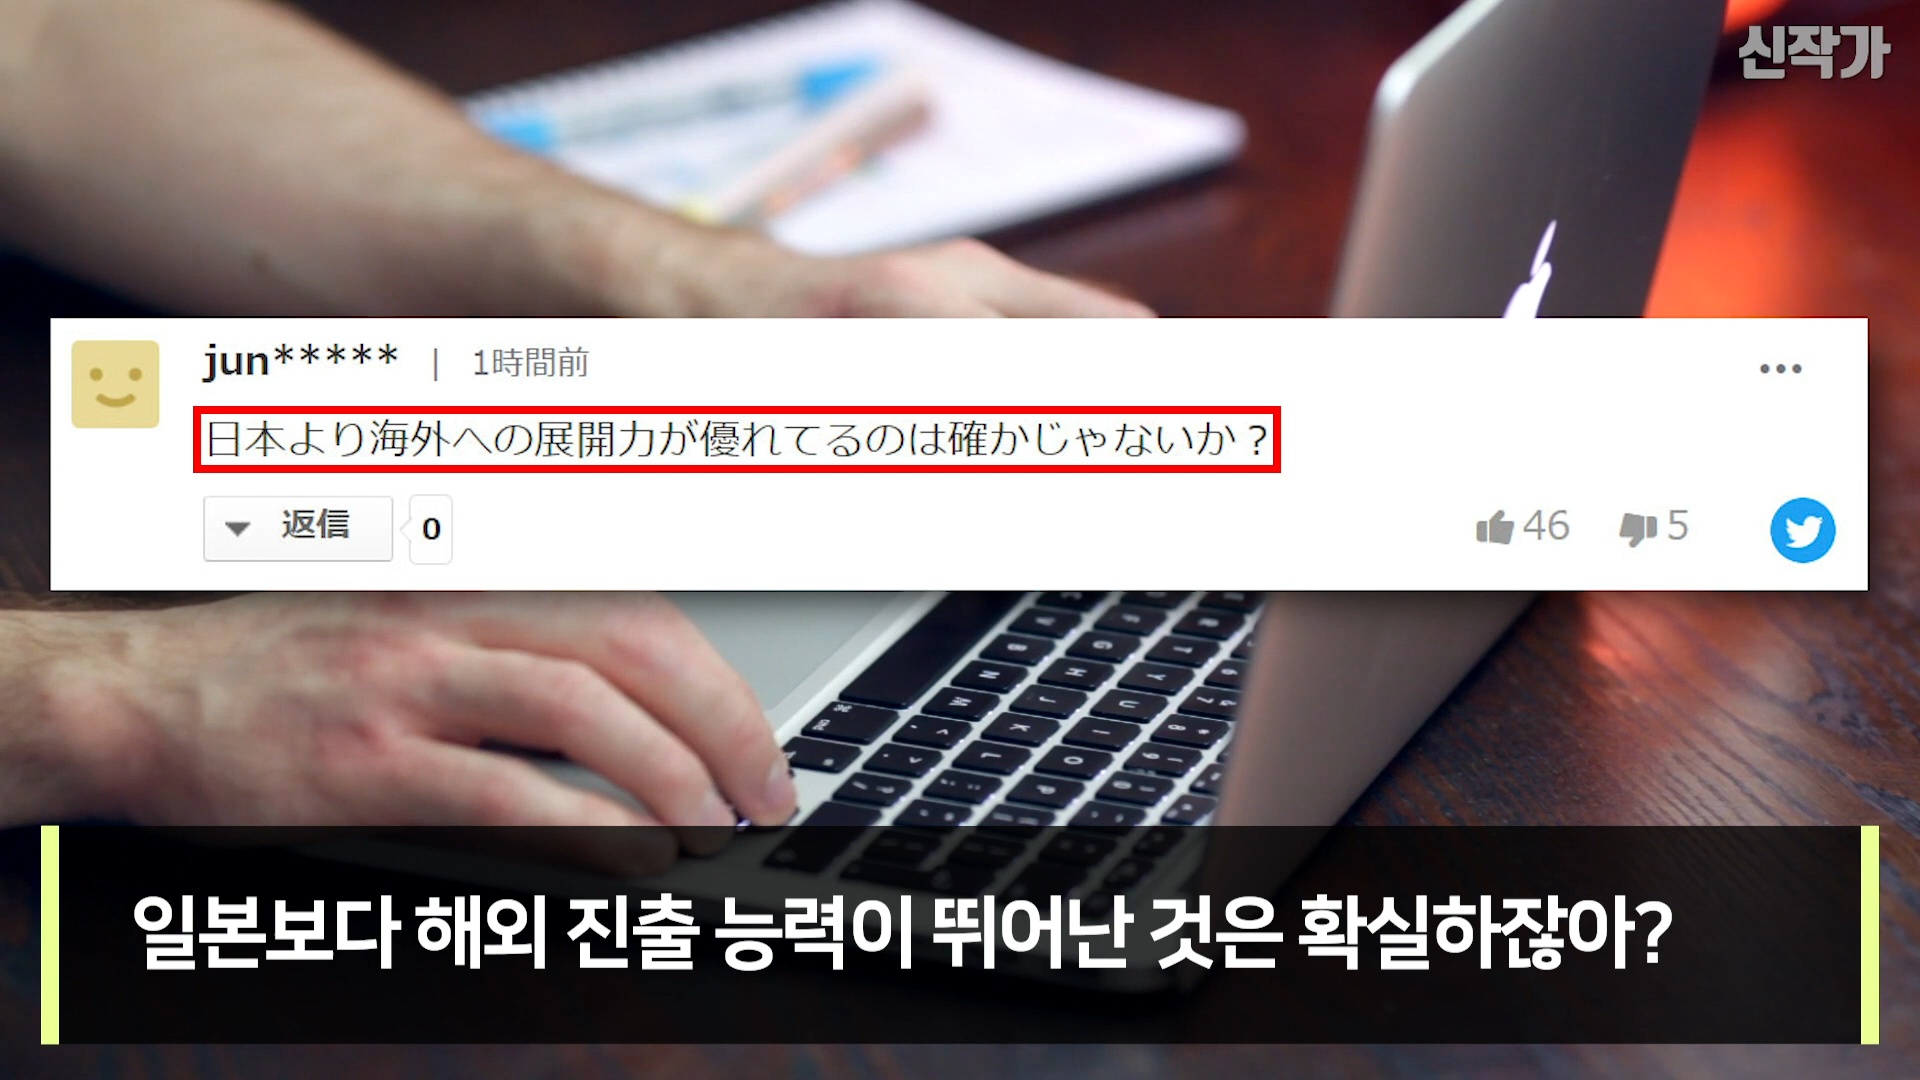 신작가
jun***** | 1時間前
日本より海外への展開力が優れてるのは確かじゃないか？
返信 0
46 5
일본보다 해외 진출 능력이 뛰어난 것은 확실하잖아?